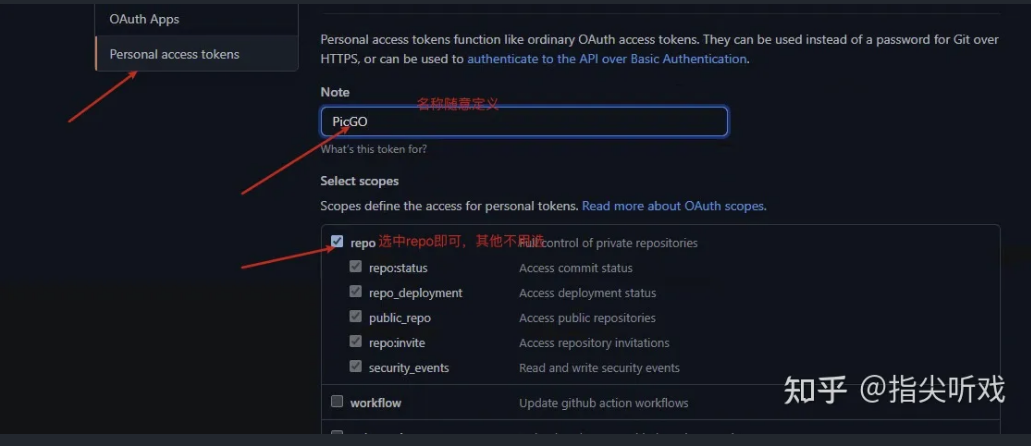 OAuth Apps
Personal access tokens
Personal access tokens function like ordinary OAuth access tokens. They can be used instead of a password for Git over
HTTPS, or can be used to authenticate to the API over Basic Authentication.
Note
名称随意定义
PicGO
What's this token for?
Select scopes
Scopes define the access for personal tokens. Read more about OAuth scopes.
repo 选中repo即可，其他不用选 Full control of private repositories
repo:status Access commit status
repo_deployment Access deployment status
public_repo Access public repositories
repo:invite Access repository invitations
security_events Read and write security events
workflow Update github action workflows
知乎 @指尖听戏